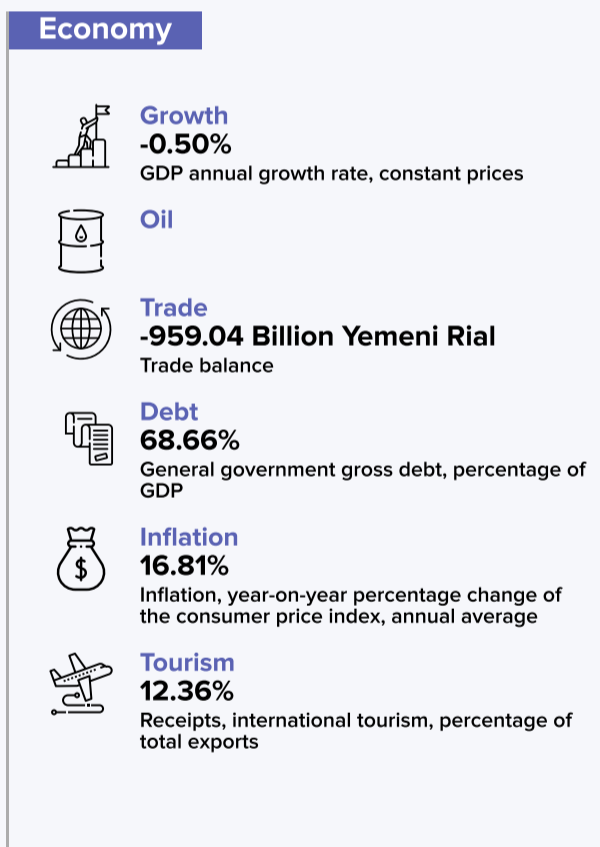 Economy
Growth
-0.50%
GDP annual growth rate, constant prices
Oil
Trade
-959.04 Billion Yemeni Rial
Trade balance
Debt
68.66%
General government gross debt, percentage of
GDP
Inflation
16.81%
Inflation, year-on-year percentage change of
the consumer price index, annual average
Tourism
12.36%
Receipts, international tourism, percentage of
total exports
$